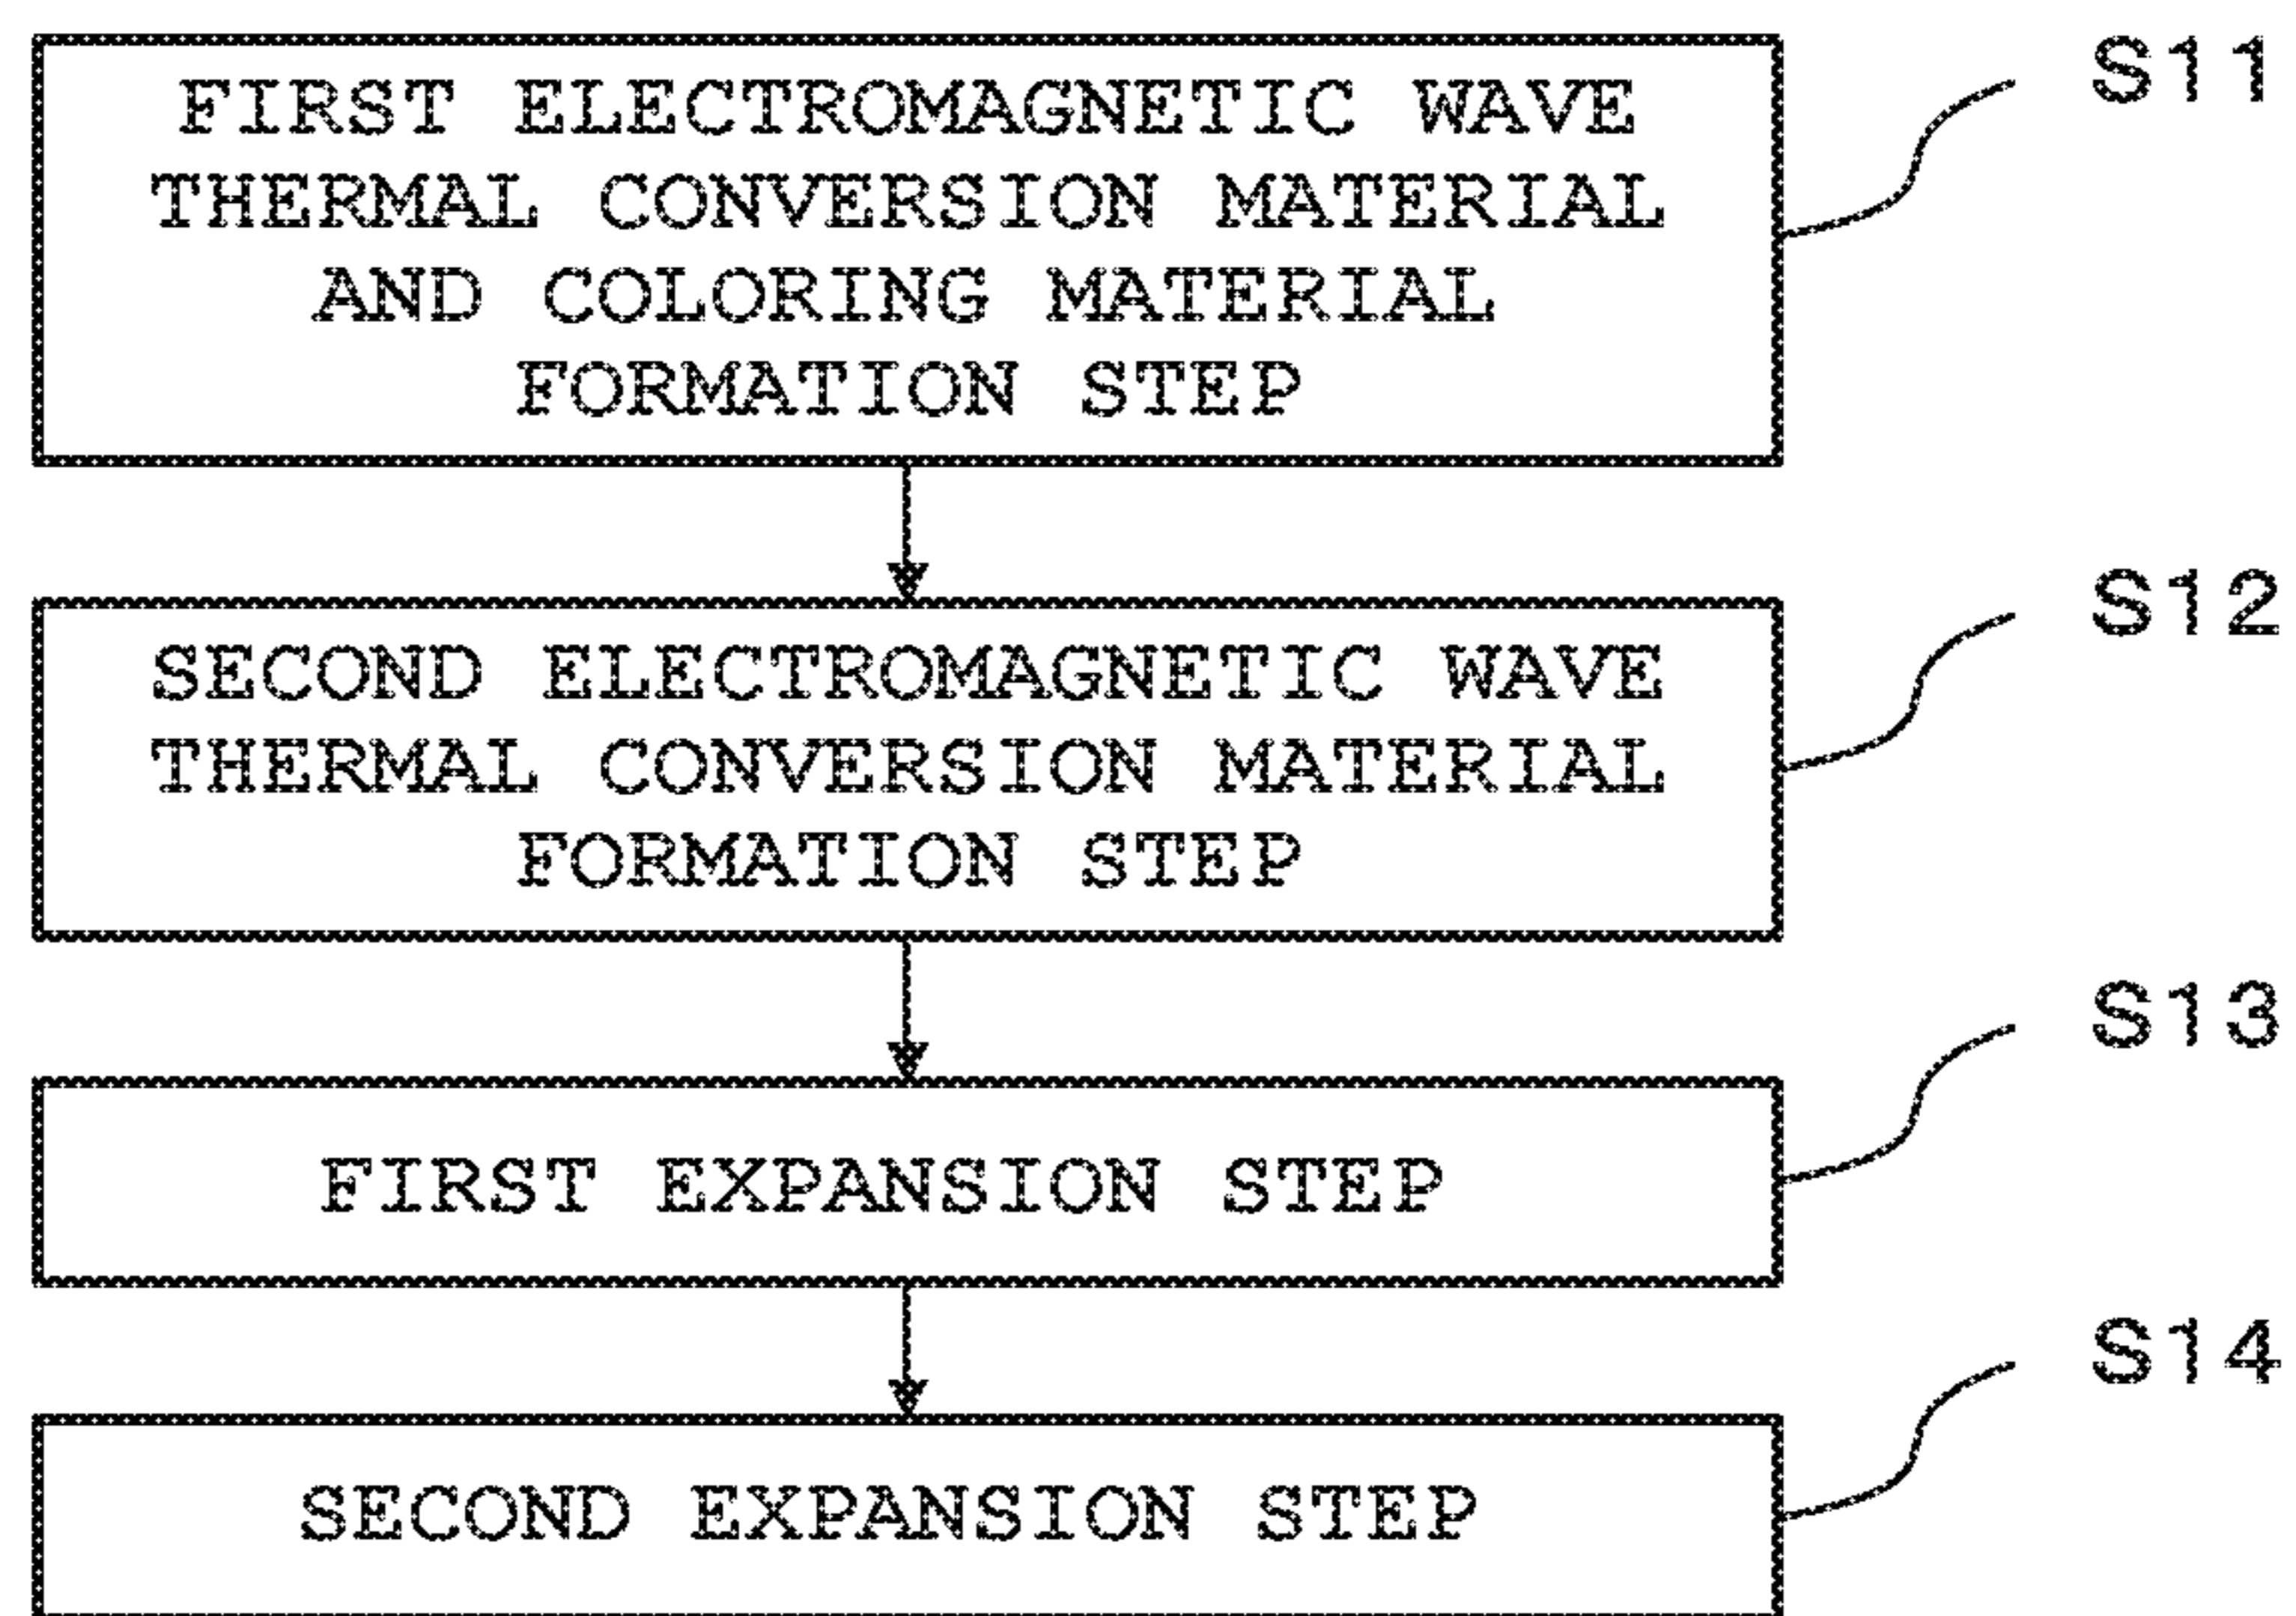 FIRST ELECTROMAGNETIC WAVE
THERMAL CONVERSION MATERIAL
AND COLORING MATERIAL
FORMATION STEP
S11
SECOND ELECTROMAGNETIC WAVE
THERMAL CONVERSION MATERIAL
FORMATION STEP
S12
FIRST EXPANSION STEP
S13
SECOND EXPANSION STEP
S14